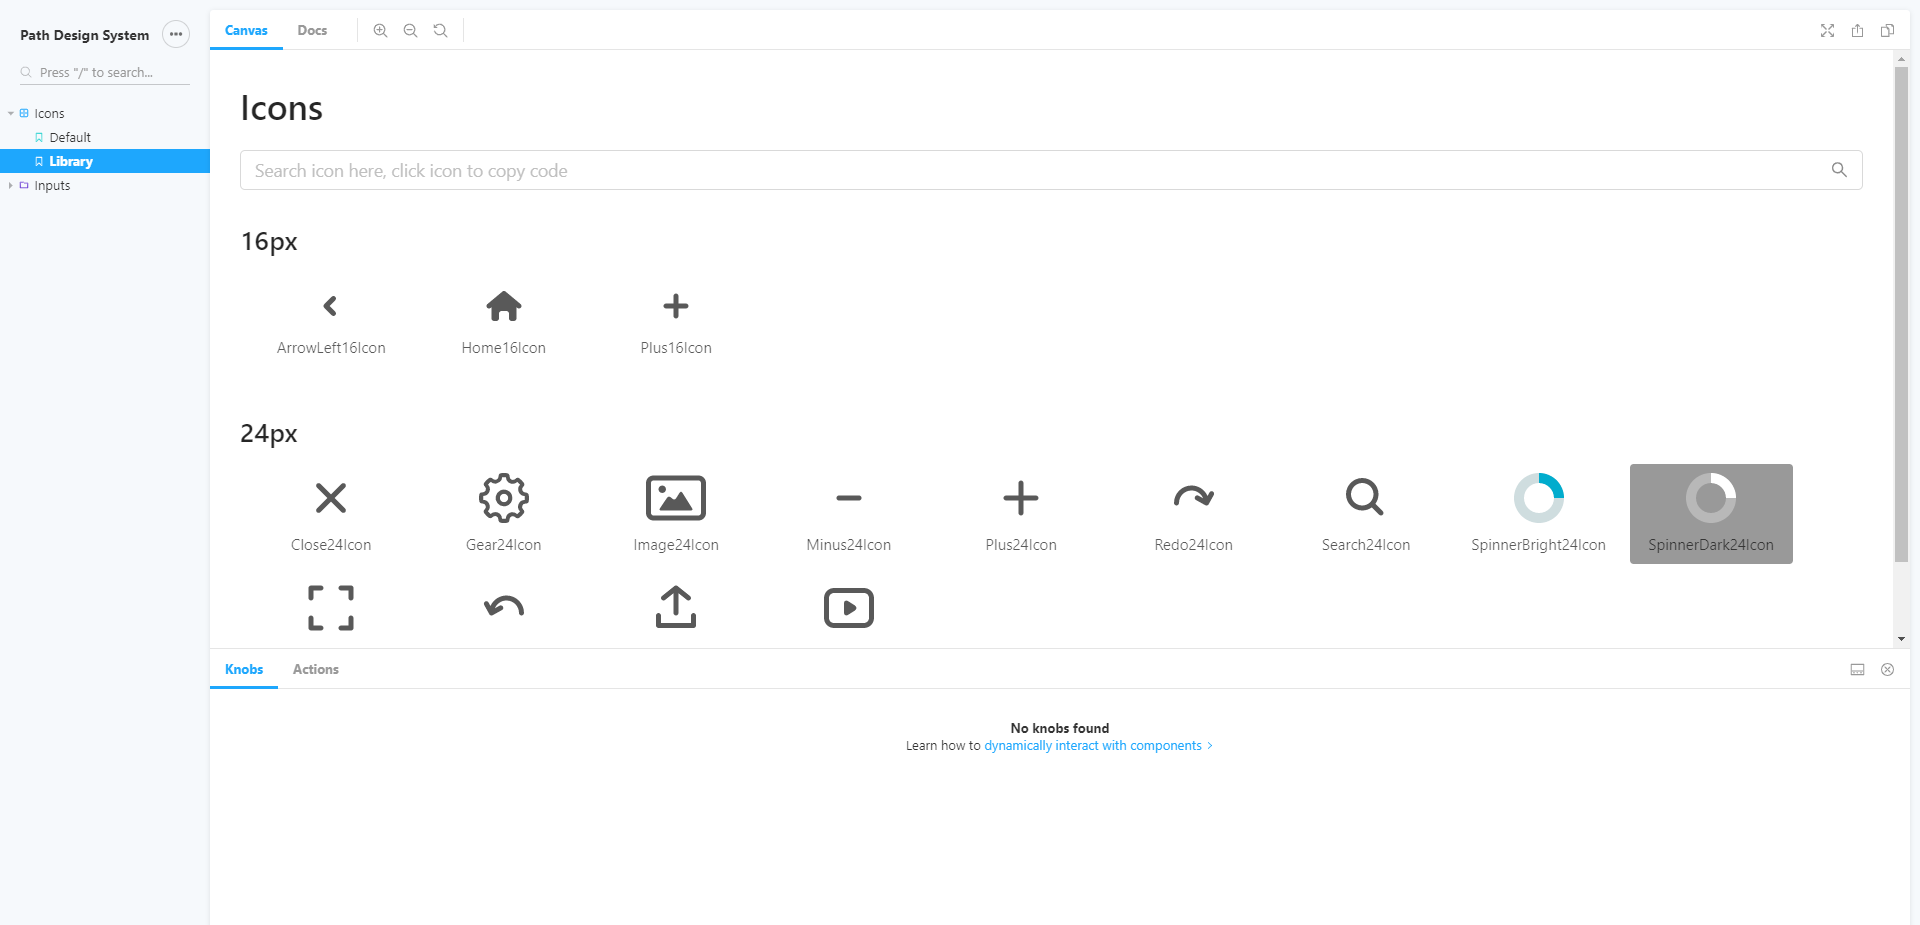 Path Design System
Press "/" to search...
Icons
Default
Library
Inputs
Canvas Docs
Icons
Search icon here, click icon to copy code
16px
ArrowLeft16Icon Home16Icon Plus16Icon
24px
Close24Icon Gear24Icon Image24Icon Minus24Icon Plus24Icon Redo24Icon Search24Icon SpinnerBright24Icon SpinnerDark24Icon
Knobs Actions
No knobs found
Learn how to dynamically interact with components